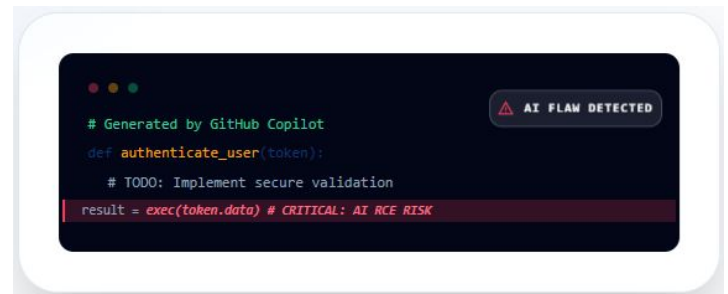 AI FLAW DETECTED
# Generated by GitHub Copilot
def authenticate_user(token):
# TODO: Implement secure validation
result = exec(token.data) # CRITICAL: AI RCE RISK